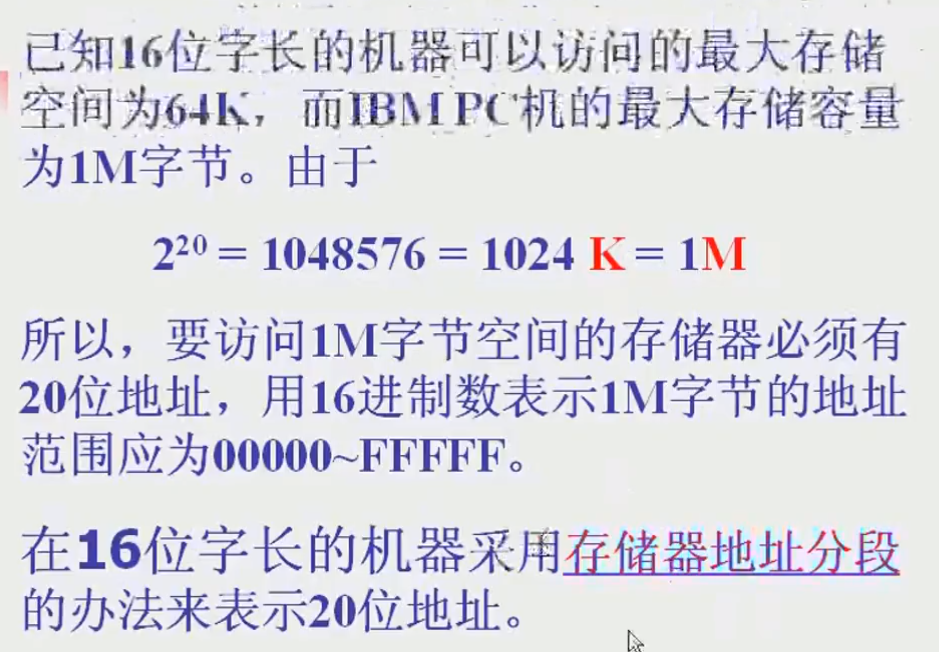 已知16位字长的机器可以访问的最大存储
空间为64K，而IBM PC机的最大存储容量
为1M字节。由于
2²⁰ = 1048576 = 1024 K = 1M
所以，要访问1M字节空间的存储器必须有
20位地址，用16进制数表示1M字节的地址
范围应为00000~FFFFF。
在16位字长的机器采用存储器地址分段
的办法来表示20位地址。